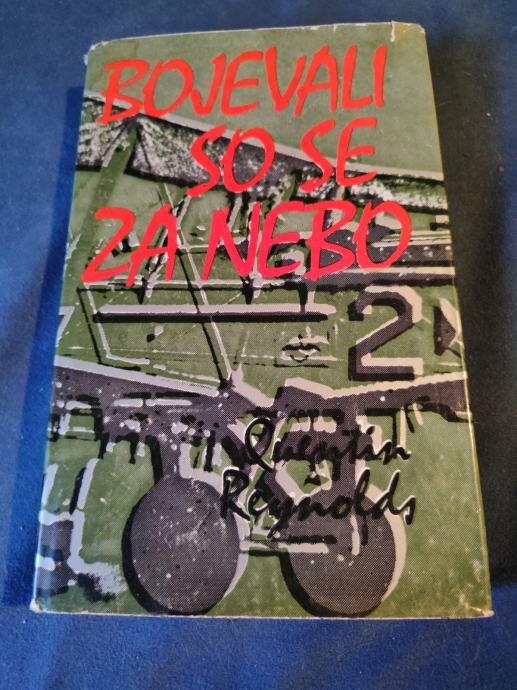 BOJEVALI
SO SE
ZA NEBO
2
Quentin
Reynolds